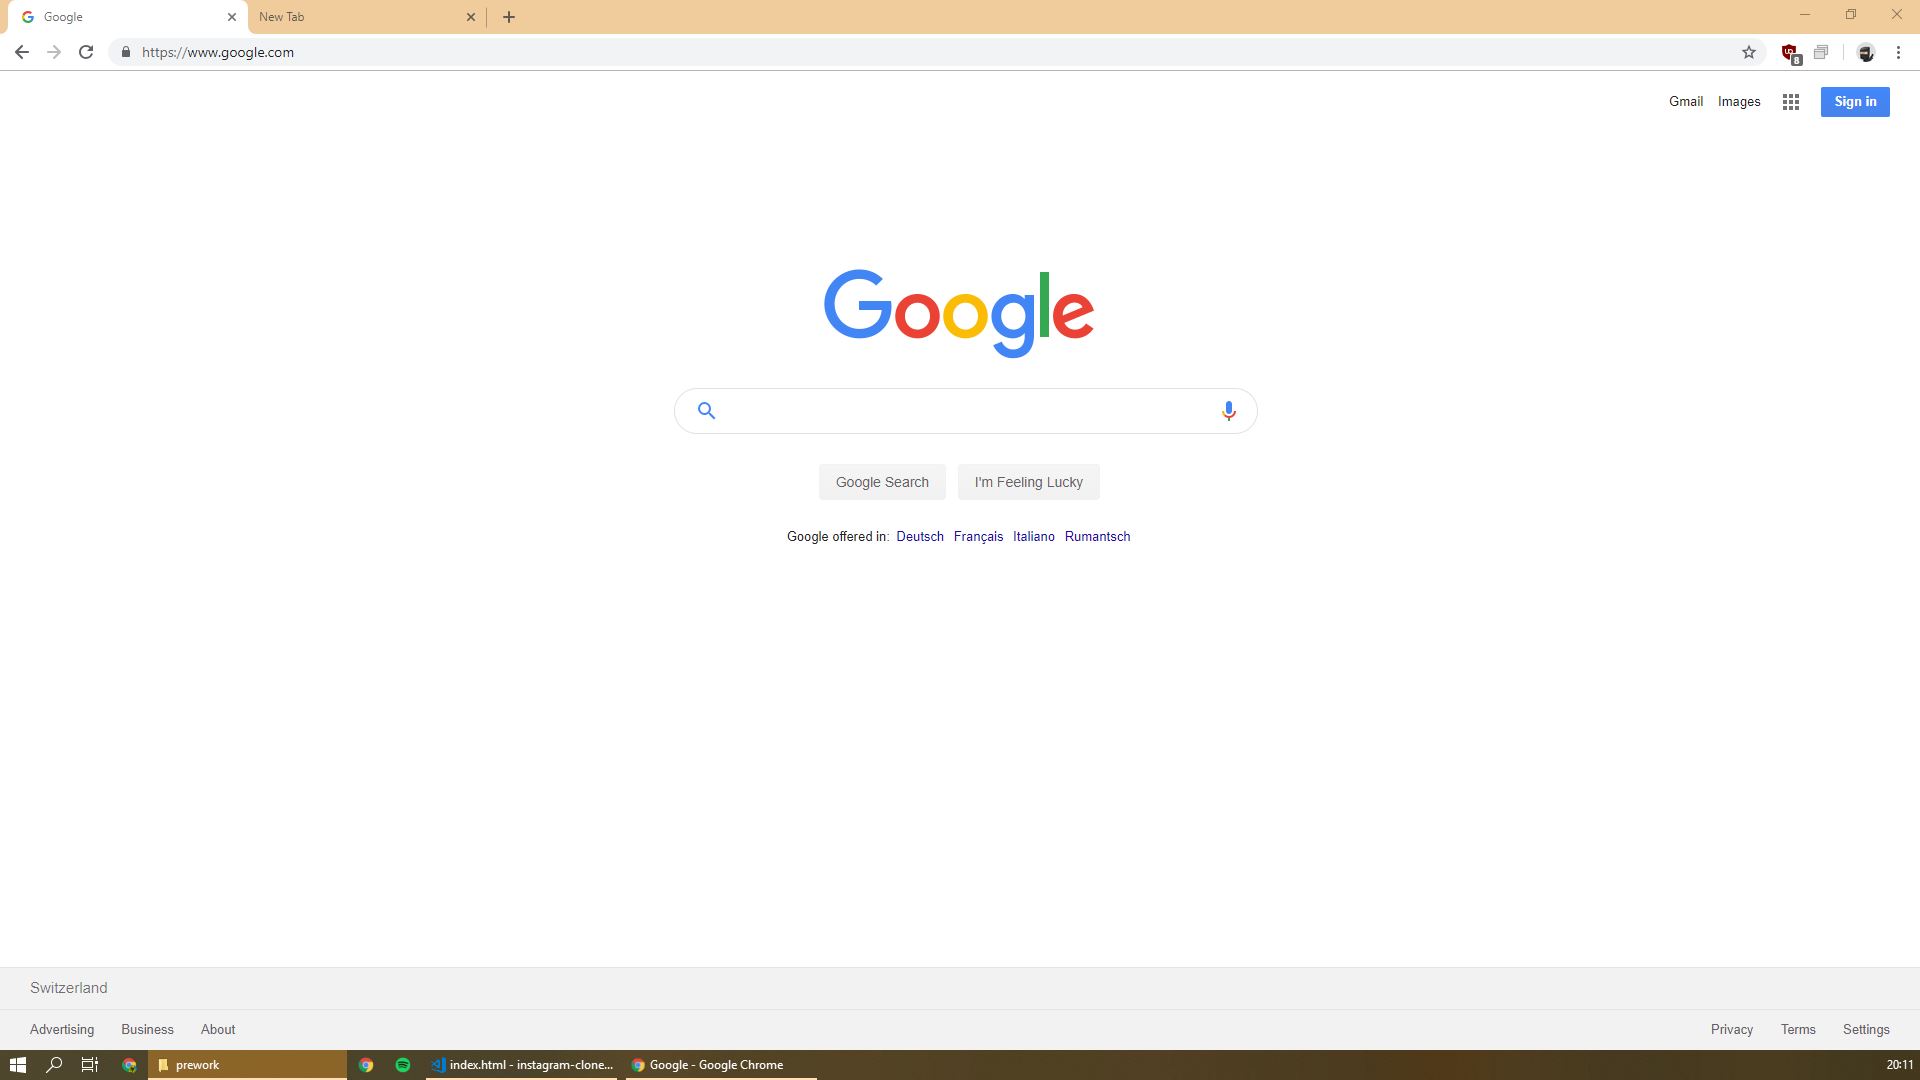 Google
New Tab
https://www.google.com
8
Gmail Images
Sign in
Google
Google Search I'm Feeling Lucky
Google offered in: Deutsch Français Italiano Rumantsch
Switzerland
Advertising Business About
Privacy Terms Settings
prework
index.html - instagram-clone...
Google - Google Chrome
20:11